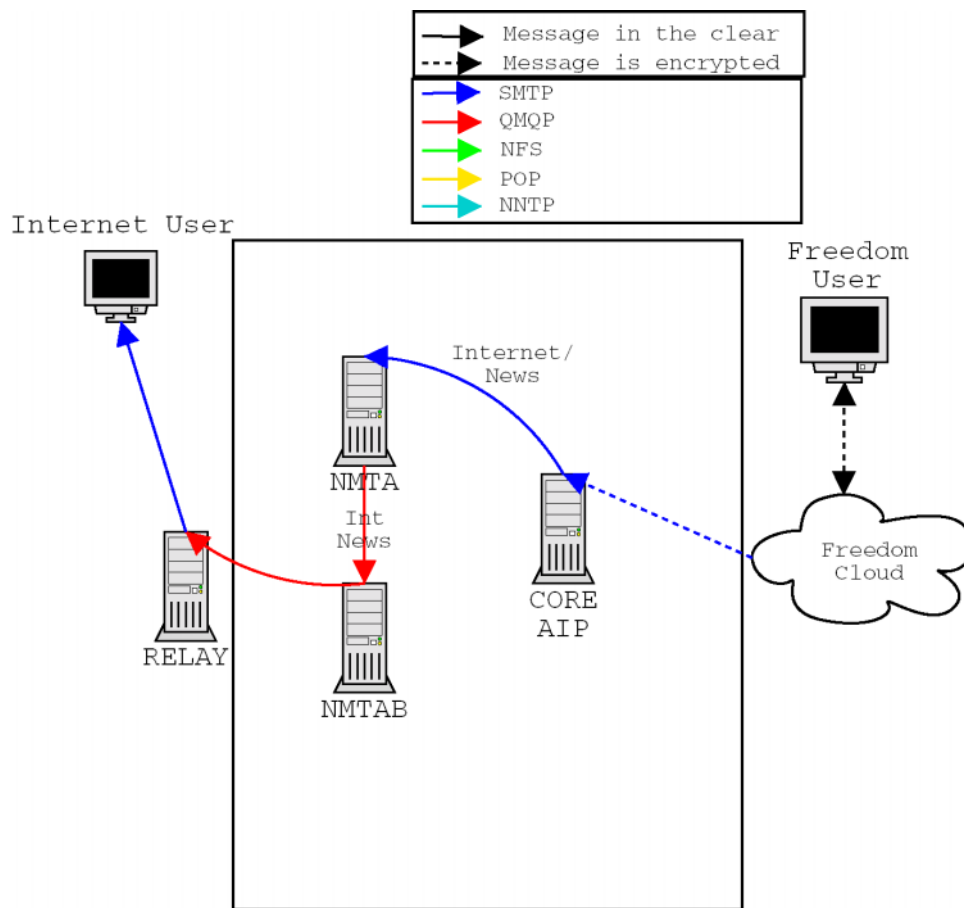 Message in the clear
Message is encrypted
SMTP
QMQP
NFS
POP
NNTP
Internet User
Freedom
User
Internet/
News
NMTA
Int
News
CORE
AIP
Freedom
Cloud
RELAY
NMTAB